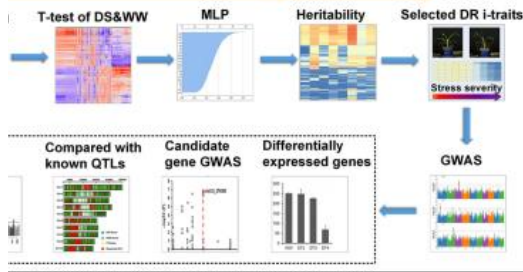 T-test of DS&WW
MLP
Heritability
Selected DR i-traits
Stress severity
GWAS
Compared with
known QTLs
Candidate
gene GWAS
Differentially
expressed genes